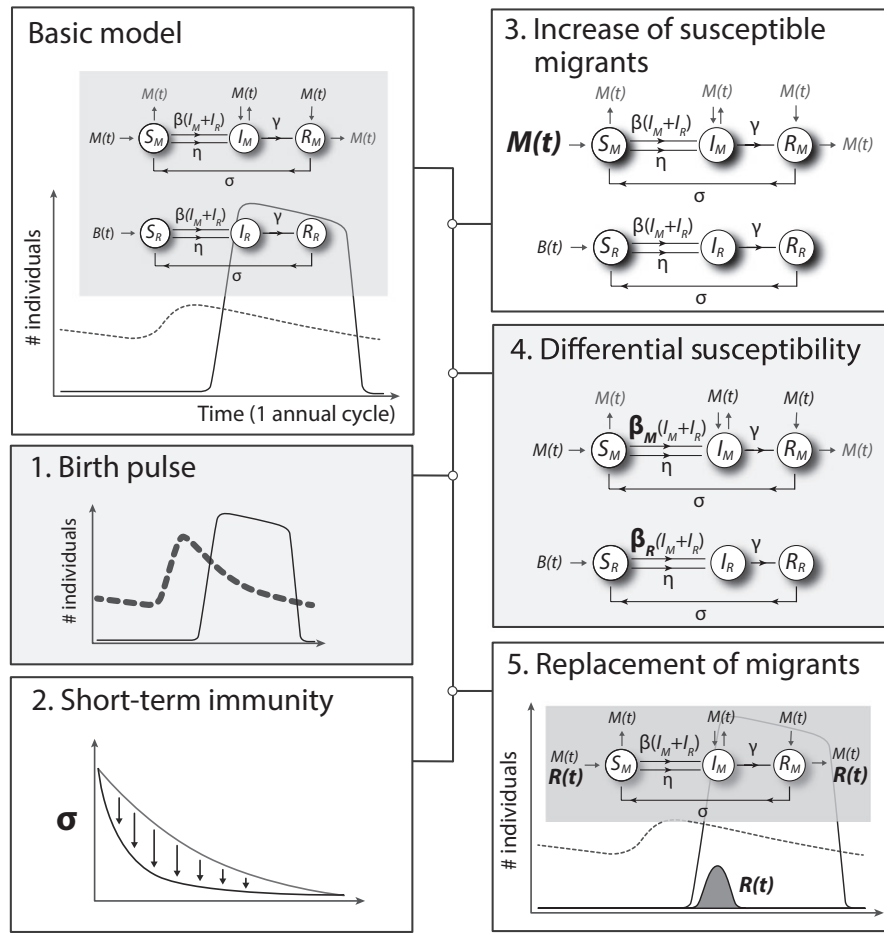 Basic model
M(t) M(t) M(t)
M(t) S_M β(I_M+I_R) η I_M γ R_M M(t)
σ
B(t) S_R β(I_M+I_R) η I_R γ R_R
σ
# individuals
Time (1 annual cycle)
1. Birth pulse
# individuals
2. Short-term immunity
σ
3. Increase of susceptible
migrants
M(t) M(t) M(t)
M(t) S_M β(I_M+I_R) η I_M γ R_M M(t)
σ
B(t) S_R β(I_M+I_R) η I_R γ R_R
σ
4. Differential susceptibility
M(t) M(t) M(t)
M(t) S_M β_M(I_M+I_R) η I_M γ R_M M(t)
σ
B(t) S_R β_R(I_M+I_R) η I_R γ R_R
σ
5. Replacement of migrants
M(t) M(t) M(t)
M(t) R(t) S_M β(I_M+I_R) η I_M γ R_M M(t) R(t)
σ
# individuals
R(t)